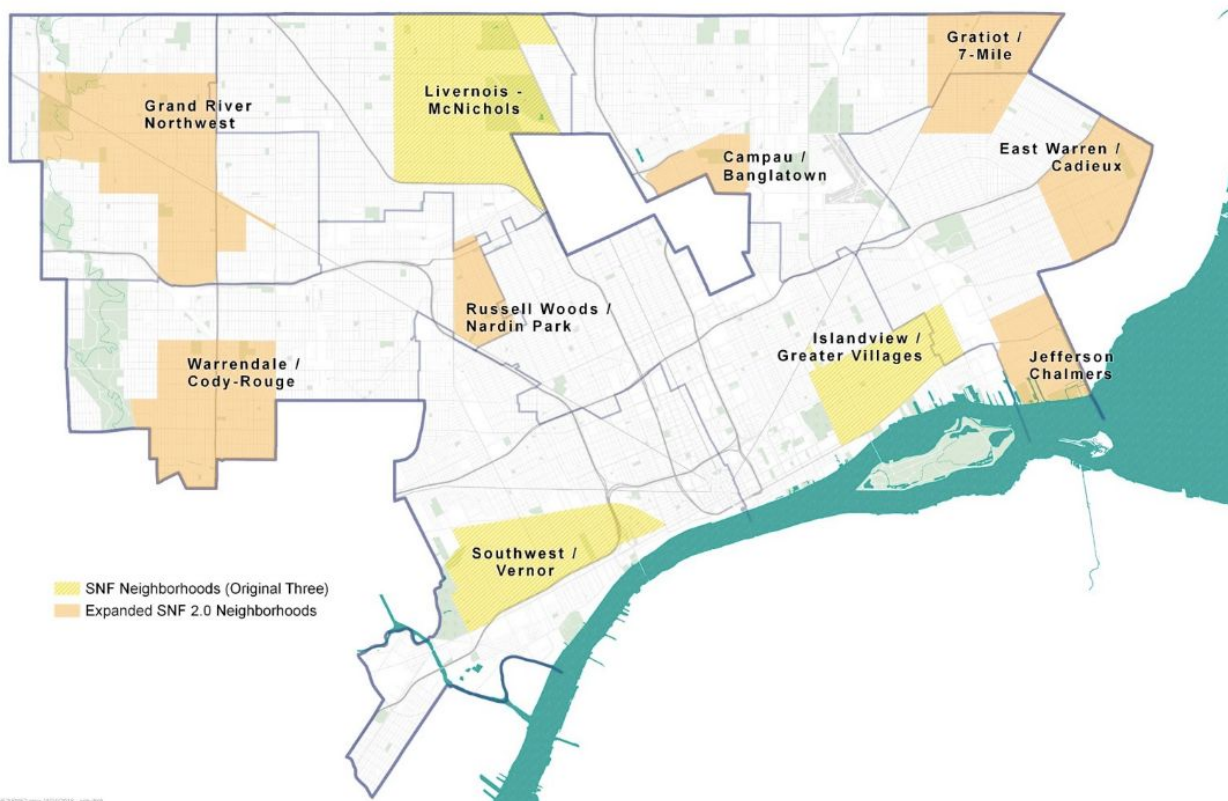 Gratiot /
7-Mile
Livernois -
McNichols
Grand River
Northwest
East Warren /
Cadieux
Campau /
Banglatown
Russell Woods /
Nardin Park
Islandview /
Greater Villages
Jefferson
Chalmers
Warrendale /
Cody-Rouge
Southwest /
Vernor
SNF Neighborhoods (Original Three)
Expanded SNF 2.0 Neighborhoods